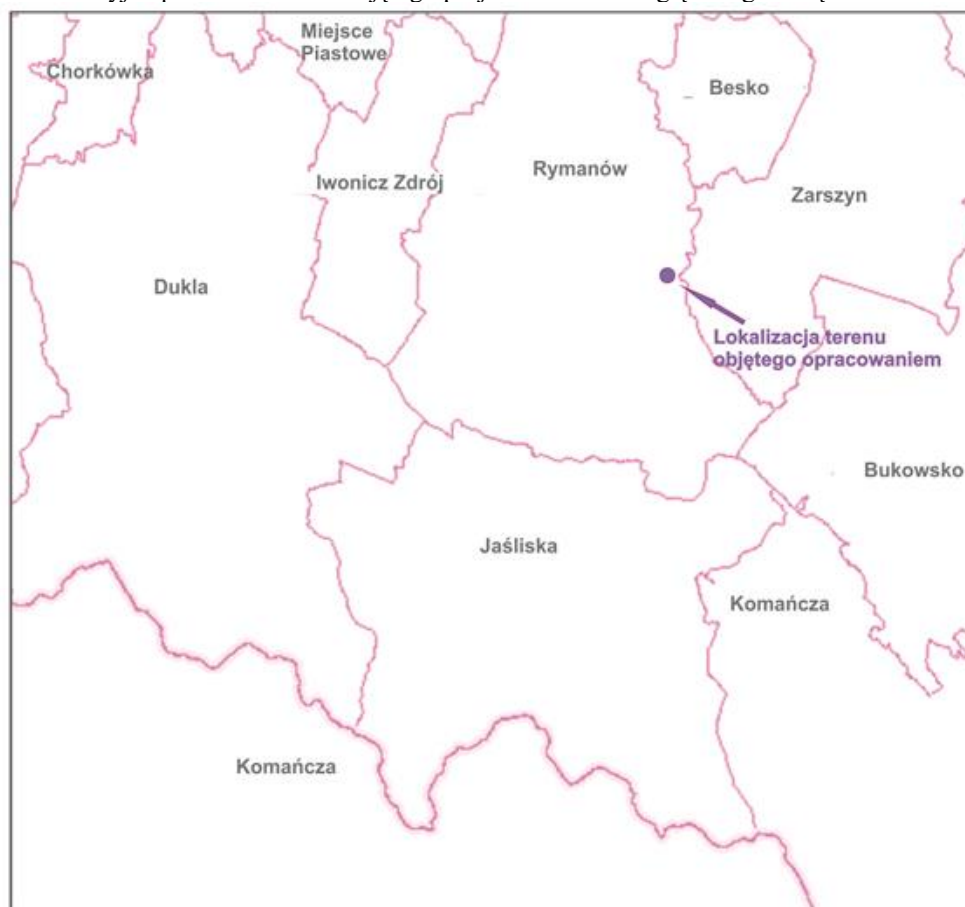 Miejsce
Piastowe
Chorkówka
Besko
Rymanów
Iwonicz Zdrój
Zarszyn
Dukla
Lokalizacja terenu
objętego opracowaniem
Bukowsko
Jaśliska
Komańcza
Komańcza